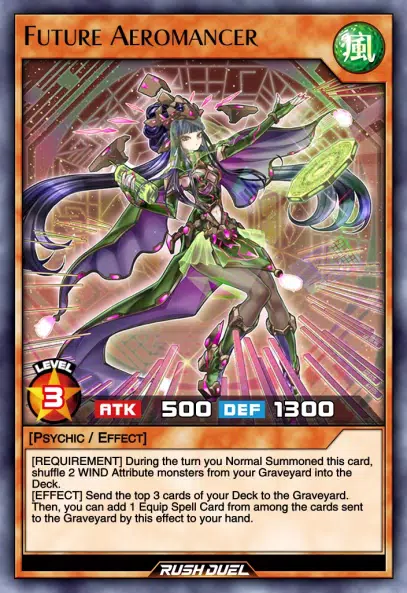 FUTURE AEROMANCER
風
LEVEL
3
ATK 500 DEF 1300
[PSYCHIC / EFFECT]
[REQUIREMENT] During the turn you Normal Summoned this card,
shuffle 2 WIND Attribute monsters from your Graveyard into the
Deck.
[EFFECT] Send the top 3 cards of your Deck to the Graveyard.
Then, you can add 1 Equip Spell Card from among the cards sent
to the Graveyard by this effect to your hand.
RUSH DUEL